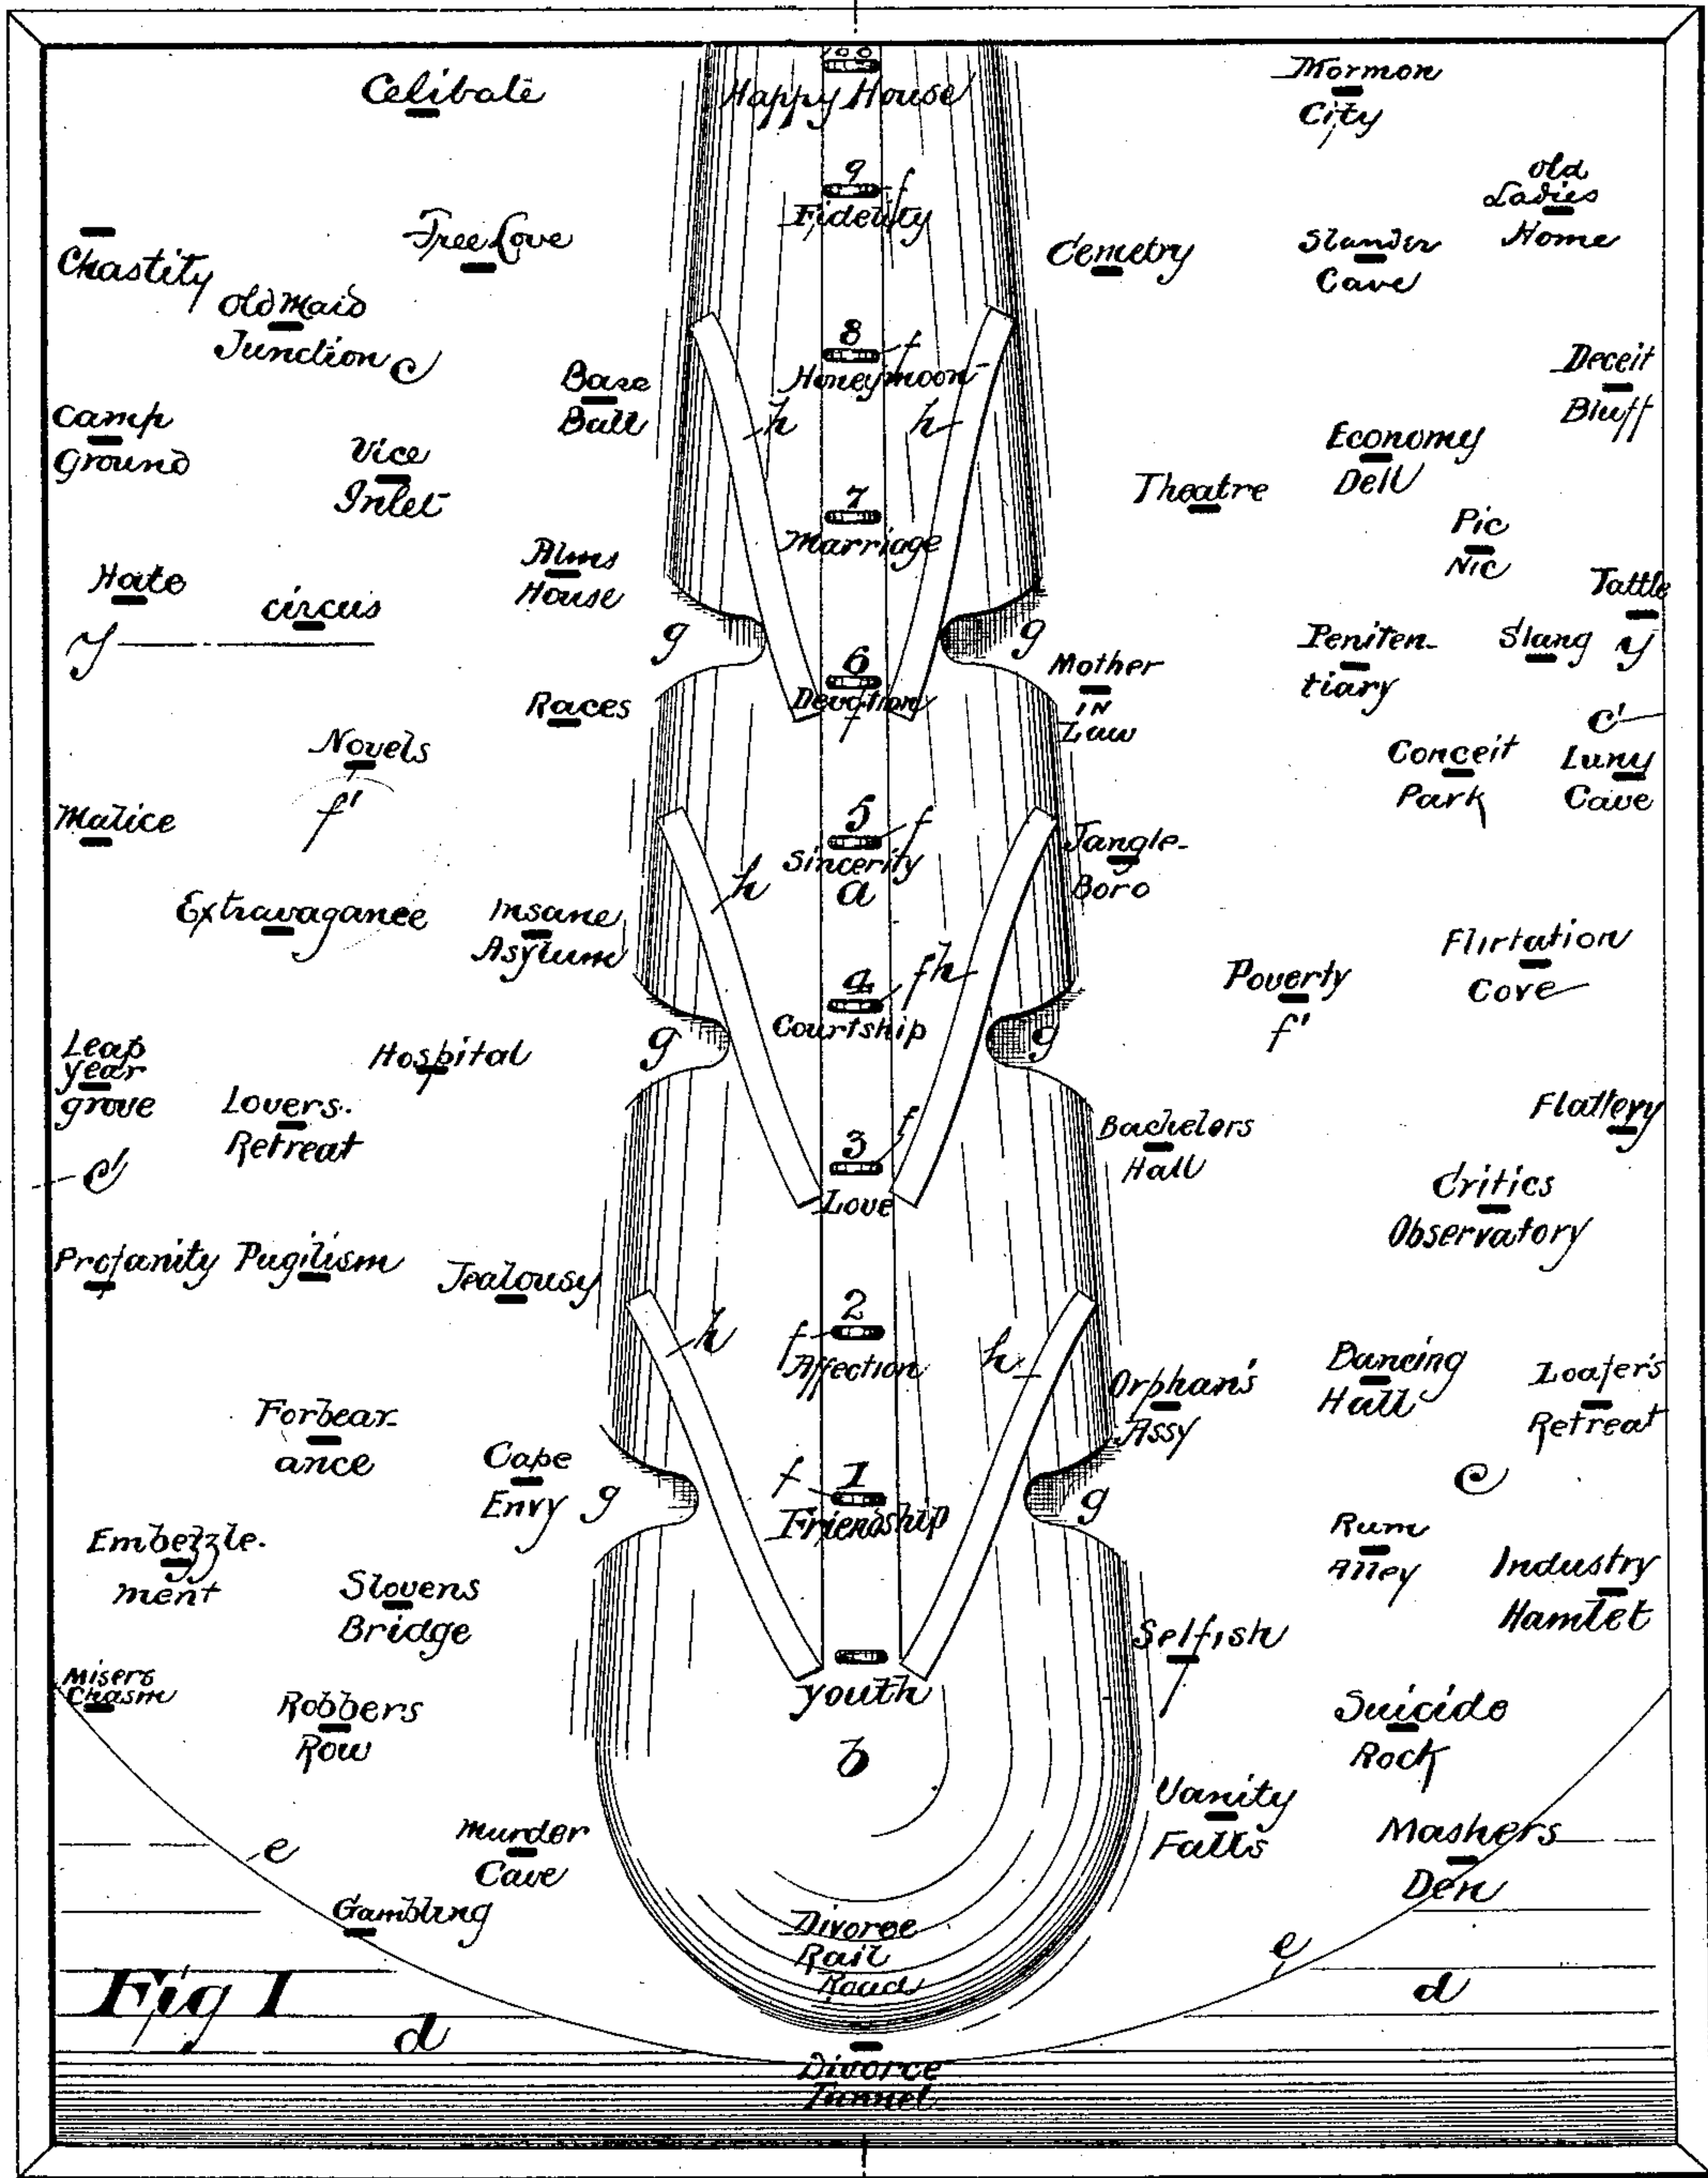 Celibate
Happy House
Mormon
City
9 f
Fidelity
old
Ladies
Home
Chastity
Free Love
Cemetry
Slander
Cave
Old Maid
Junction
c
8 f
Honeymoon
Base
Ball
h
h
Deceit
Bluff
Camp
Ground
Vice
Inlet
Economy
Dell
Theatre
7
Marriage
Pic
Nic
Alms
House
Hate
circus
Tattle
y
g
g
Peniten-
tiary
Slang
y
6
Devotion
f
Mother
IN
Law
Races
c'
Novels
f'
Conceit
Park
Luny
Cave
Malice
5 f
Sincerity
a
h
Jangle-
Boro
Extravagance
Insane
Asylum
Flirtation
Cove
4 f h
Courtship
Poverty
f'
g
g
Leap
year
grove
Hospital
Lovers.
Retreat
c'
3 f
Love
Bachelors
Hall
Flattery
Critics
Observatory
Profanity
Pugilism
Jealousy
2
f
Affection
h
h
Orphan's
Assy
Dancing
Hall
Loafer's
Retreat
Forbear-
ance
Cape
Envy
g
f 1
Friendship
g
c
Embezzle-
ment
Slovens
Bridge
Rum
Alley
Industry
Hamlet
Selfish
Misers
Chasm
Robbers
Row
youth
b
Suicide
Rock
Vanity
Falls
Murder
Cave
e
Mashers
Den
Gambling
Divorce
Rail
Road
e
Fig 1
d
d
Divorce
Tunnel